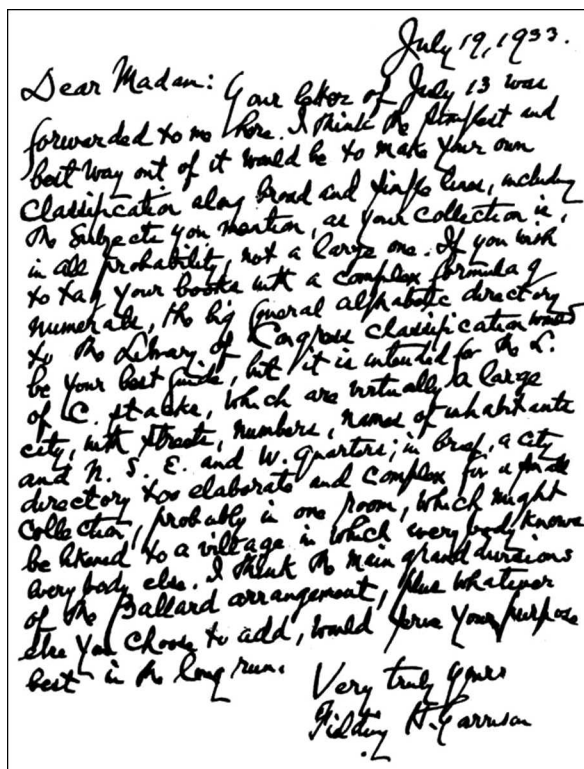 July 19, 1933.
Dear Madam: Your letter of July 13 was
forwarded to me here. I think the simplest and
best way out of it would be to make your own
classification along broad and simple lines, including
the subjects you mention, as your collection is,
in all probability, not a large one. If you wish
to tag your books with a complex formula of
numerals, the big general alphabetic directory
to the Library of Congress classification would
be your best guide, but it is intended for the L.
of C. stacks, which are virtually a large
city, with streets, numbers, names of inhabitants
and N. S. E. and W. quarters; in brief, a city
directory too elaborate and complex for a small
collection, probably in one room, which might
be likened to a village in which everybody knows
everybody else. I think the main grand divisions
of the Ballard arrangement, plus whatever
else you choose to add, would serve your purpose
best in the long run.
Very truly yours
Fielding H. Garrison